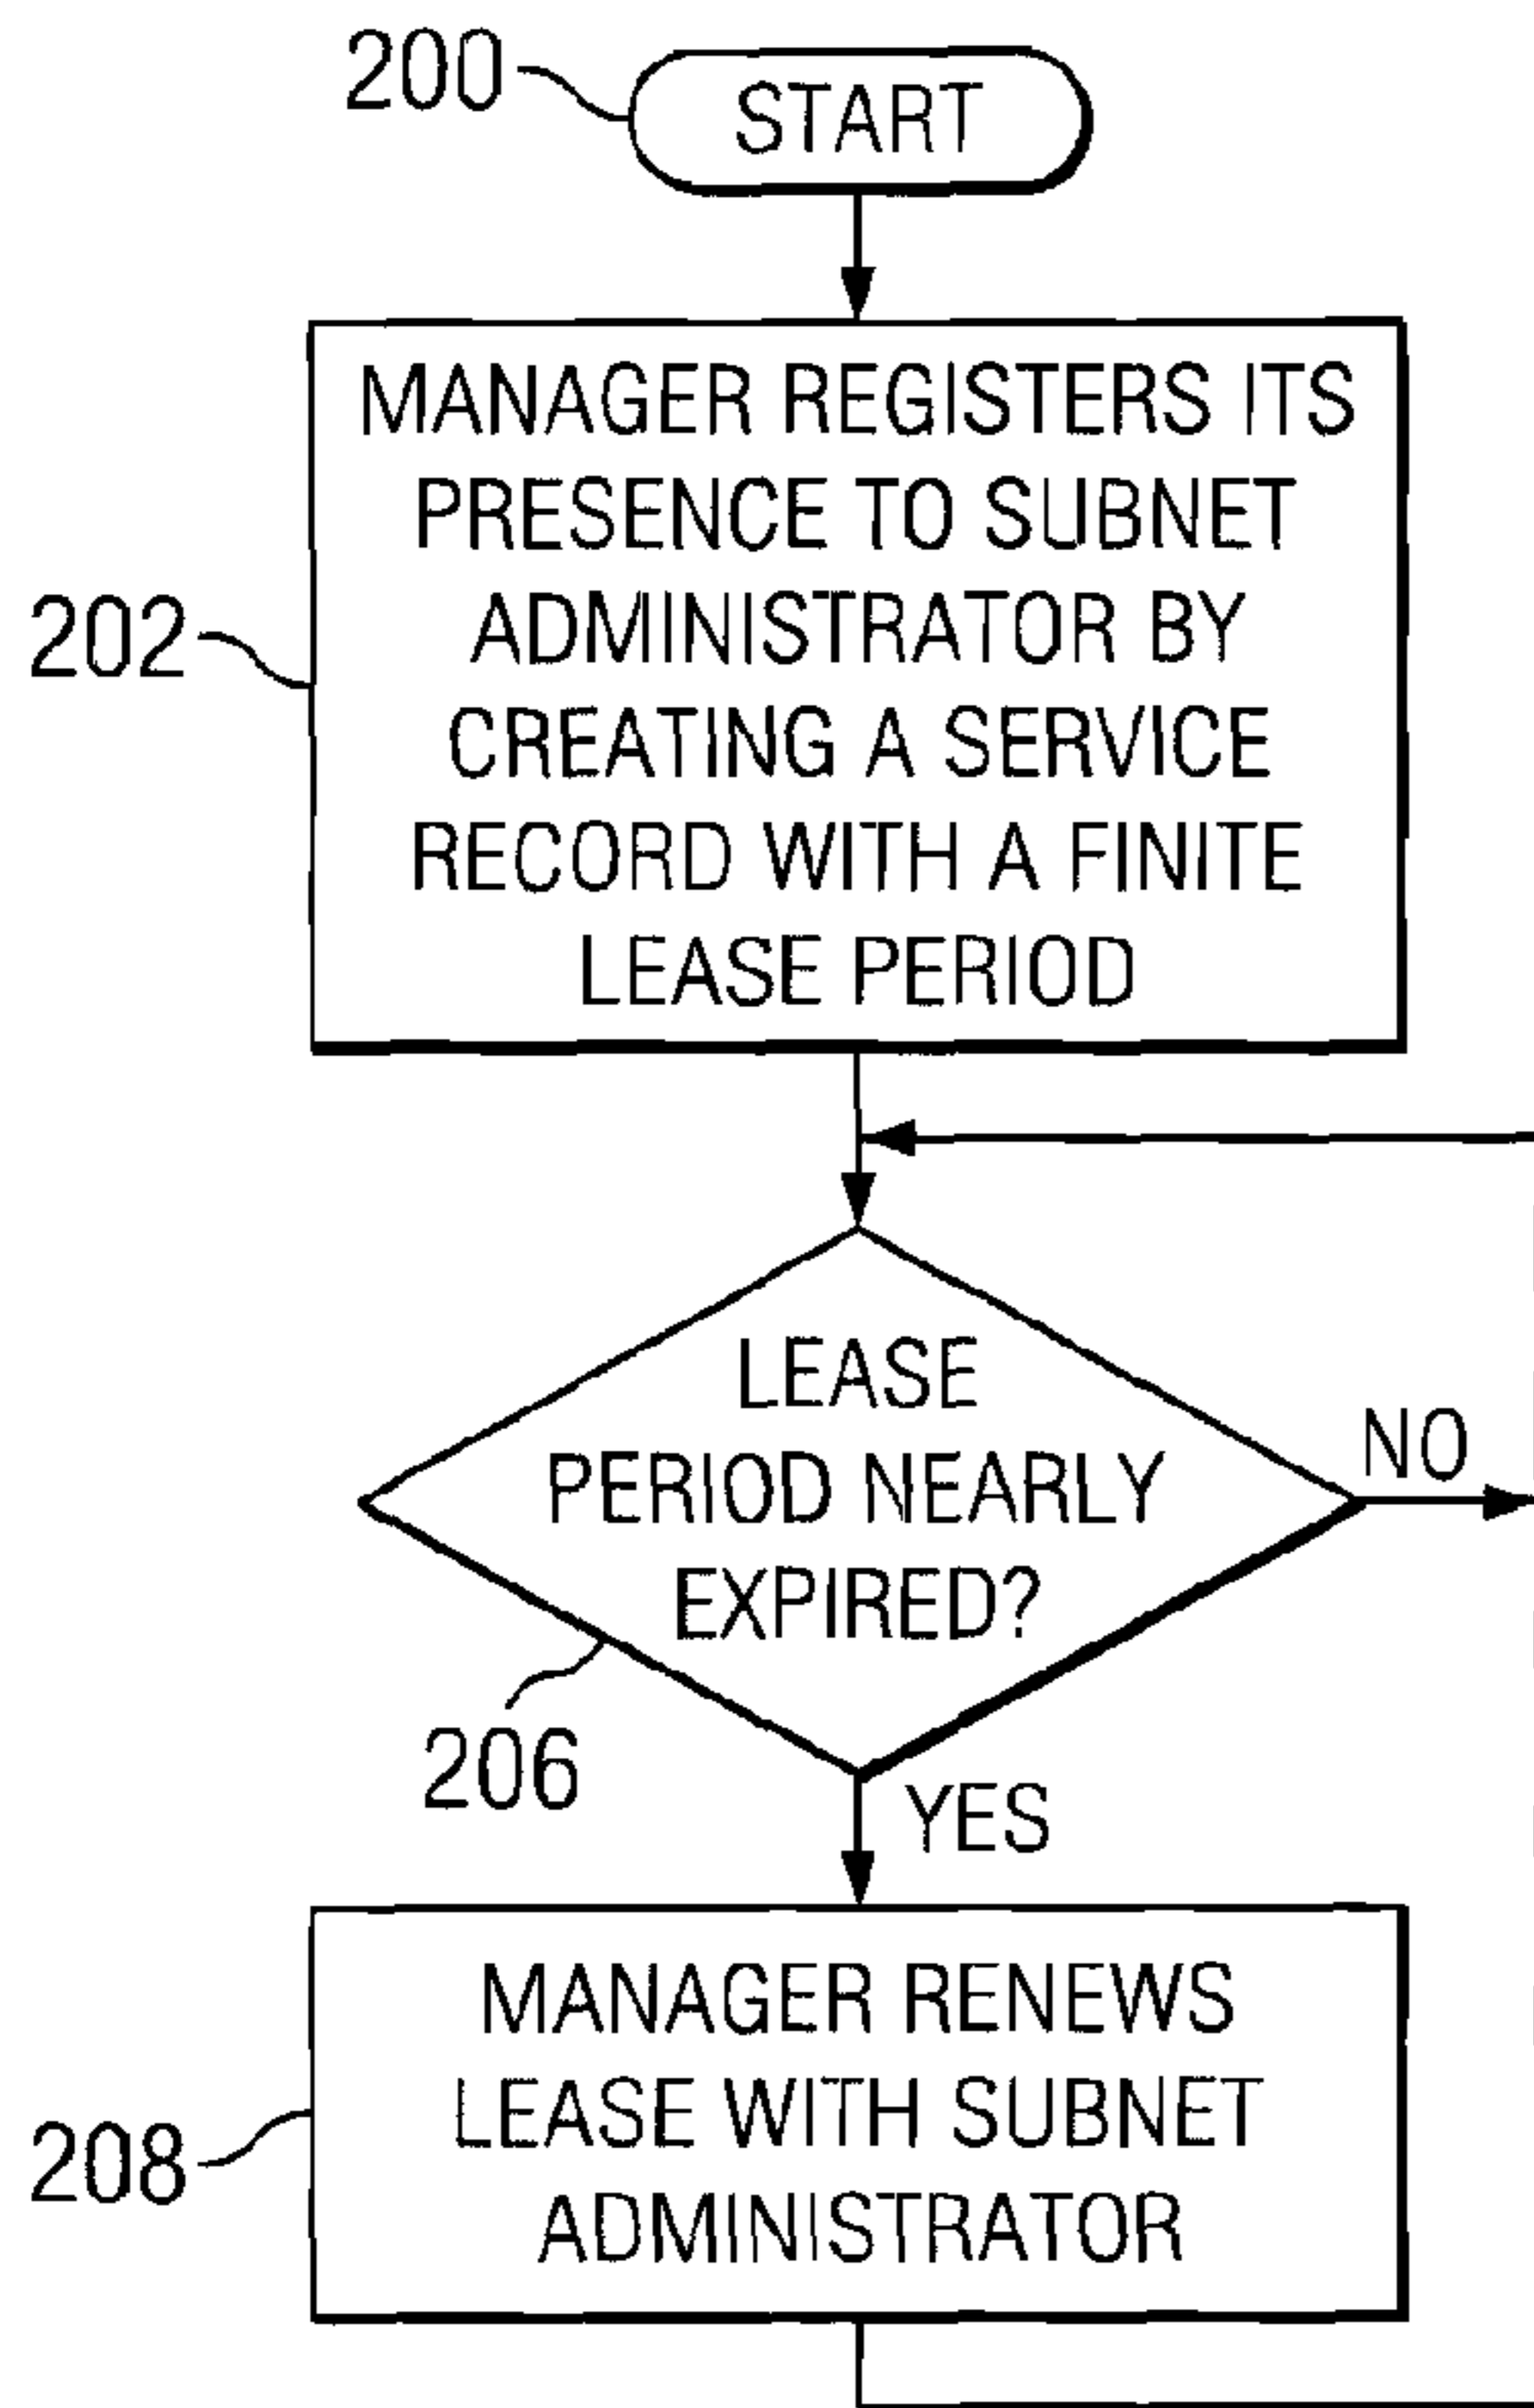 200
START
MANAGER REGISTERS ITS
PRESENCE TO SUBNET
ADMINISTRATOR BY
CREATING A SERVICE
RECORD WITH A FINITE
LEASE PERIOD
202
LEASE
PERIOD NEARLY
EXPIRED?
NO
206
YES
MANAGER RENEWS
LEASE WITH SUBNET
ADMINISTRATOR
208